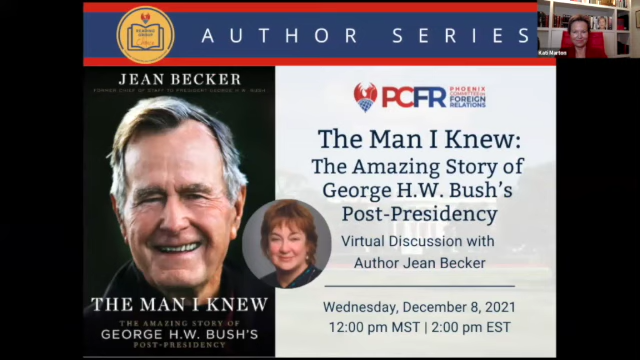 READING GROUP
AUTHOR SERIES
Kati Marton
JEAN BECKER
FORMER CHIEF OF STAFF TO PRESIDENT GEORGE H. W. BUSH
THE MAN I KNEW
THE AMAZING STORY OF
GEORGE H.W. BUSH'S
POST-PRESIDENCY
PCFR
PHOENIX
COMMITTEE ON
FOREIGN
RELATIONS
The Man I Knew:
The Amazing Story of
George H.W. Bush's
Post-Presidency
Virtual Discussion with
Author Jean Becker
Wednesday, December 8, 2021
12:00 pm MST | 2:00 pm EST